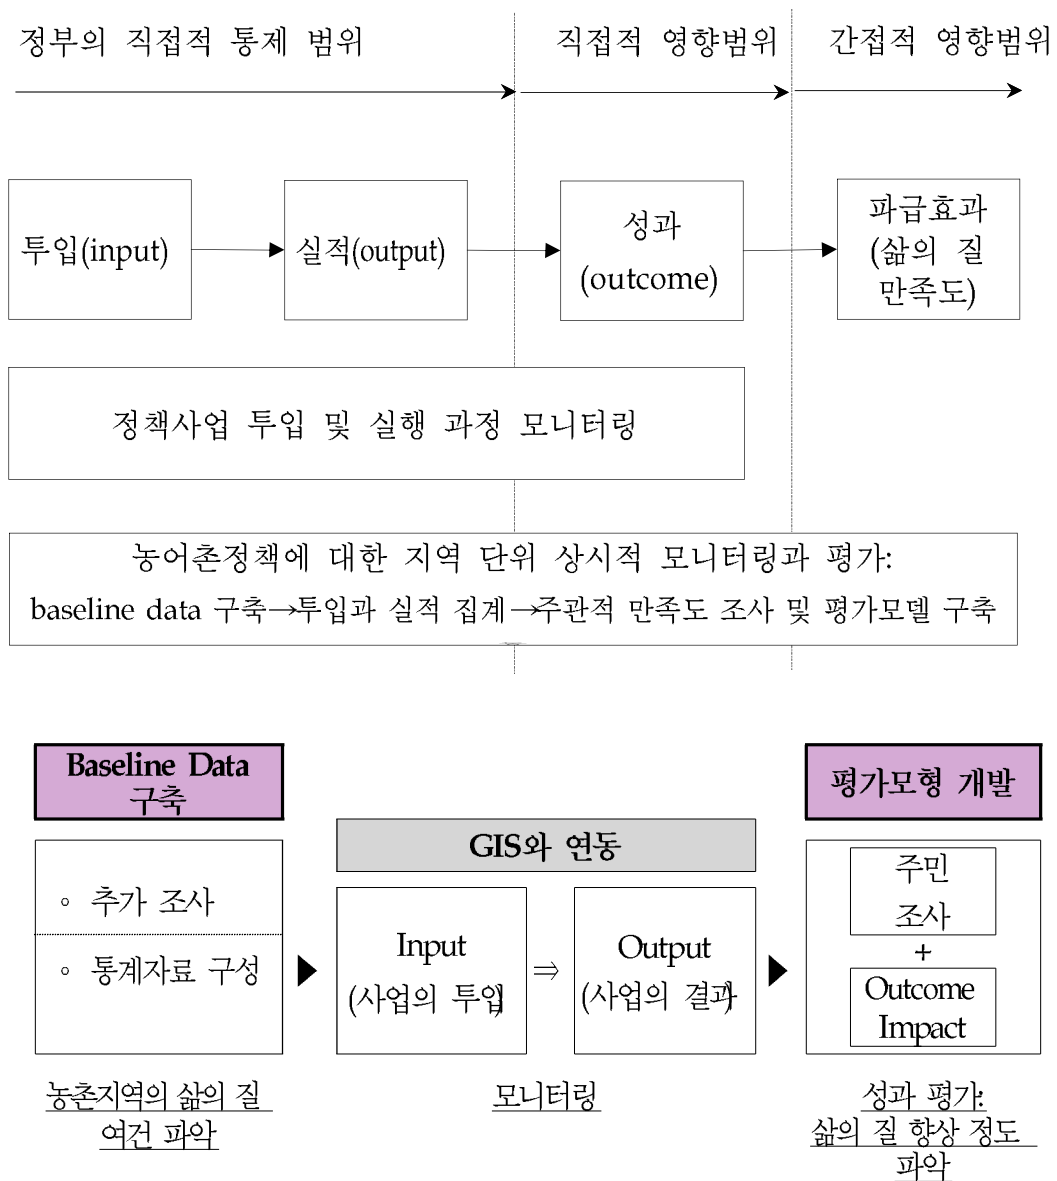 정부의 직접적 통제 범위
직접적 영향범위
간접적 영향범위
투입(input)
실적(output)
성과
(outcome)
파급효과
(삶의 질
만족도)
정책사업 투입 및 실행 과정 모니터링
농어촌정책에 대한 지역 단위 상시적 모니터링과 평가:
baseline data 구축→투입과 실적 집계→주관적 만족도 조사 및 평가모델 구축
Baseline Data
구축
◦ 추가 조사
◦ 통계자료 구성
농촌지역의 삶의 질
여건 파악
GIS와 연동
Input
(사업의 투입)
⇒
Output
(사업의 결과)
모니터링
평가모형 개발
주민
조사
+
Outcome
Impact
성과 평가:
삶의 질 향상 정도
파악